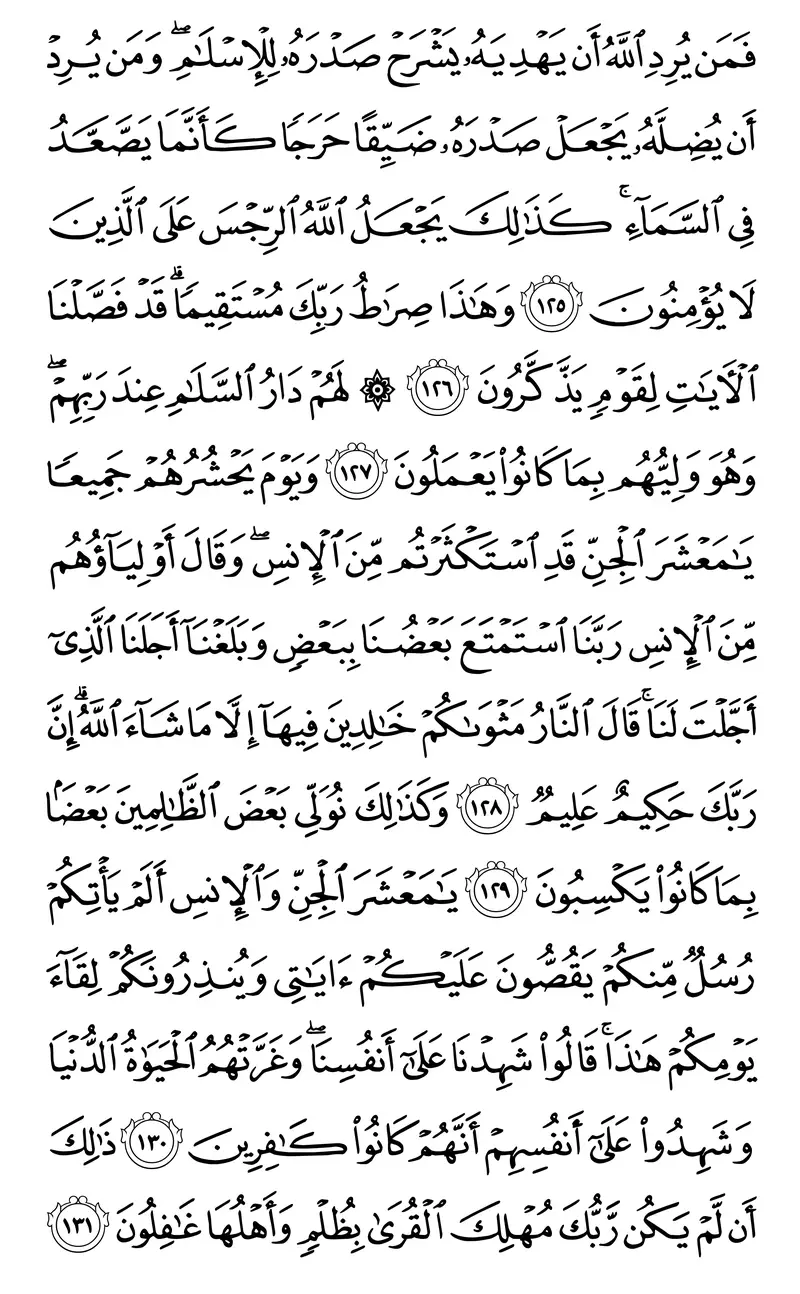 فَمَن يُرِدِ ٱللَّهُ أَن يَهْدِيَهُۥ يَشْرَحْ صَدْرَهُۥ لِلْإِسْلَٰمِۖ وَمَن يُرِدْ
أَن يُضِلَّهُۥ يَجْعَلْ صَدْرَهُۥ ضَيِّقًا حَرَجًا كَأَنَّمَا يَصَّعَّدُ
فِي ٱلسَّمَآءِۚ كَذَٰلِكَ يَجْعَلُ ٱللَّهُ ٱلرِّجْسَ عَلَى ٱلَّذِينَ
لَا يُؤْمِنُونَ ١٢٥ وَهَٰذَا صِرَٰطُ رَبِّكَ مُسْتَقِيمًاۗ قَدْ فَصَّلْنَا
ٱلْأَيَٰتِ لِقَوْمٍ يَذَّكَّرُونَ ١٢٦ ۞ لَهُمْ دَارُ ٱلسَّلَٰمِ عِندَ رَبِّهِمْۖ
وَهُوَ وَلِيُّهُم بِمَا كَانُوا۟ يَعْمَلُونَ ١٢٧ وَيَوْمَ يَحْشُرُهُمْ جَمِيعًا
يَٰمَعْشَرَ ٱلْجِنِّ قَدِ ٱسْتَكْثَرْتُم مِّنَ ٱلْإِنسِۖ وَقَالَ أَوْلِيَآؤُهُم
مِّنَ ٱلْإِنسِ رَبَّنَا ٱسْتَمْتَعَ بَعْضُنَا بِبَعْضٍ وَبَلَغْنَآ أَجَلَنَا ٱلَّذِىٓ
أَجَّلْتَ لَنَاۚ قَالَ ٱلنَّارُ مَثْوَىٰكُمْ خَٰلِدِينَ فِيهَآ إِلَّا مَا شَآءَ ٱللَّهُۗ إِنَّ
رَبَّكَ حَكِيمٌ عَلِيمٌ ١٢٨ وَكَذَٰلِكَ نُوَلِّى بَعْضَ ٱلظَّٰلِمِينَ بَعْضًۢا
بِمَا كَانُوا۟ يَكْسِبُونَ ١٢٩ يَٰمَعْشَرَ ٱلْجِنِّ وَٱلْإِنسِ أَلَمْ يَأْتِكُمْ
رُسُلٌ مِّنكُمْ يَقُصُّونَ عَلَيْكُمْ ءَايَٰتِى وَيُنذِرُونَكُمْ لِقَآءَ
يَوْمِكُمْ هَٰذَاۚ قَالُوا۟ شَهِدْنَا عَلَىٰٓ أَنفُسِنَاۖ وَغَرَّتْهُمُ ٱلْحَيَوٰةُ ٱلدُّنْيَا
وَشَهِدُوا۟ عَلَىٰٓ أَنفُسِهِمْ أَنَّهُمْ كَانُوا۟ كَٰفِرِينَ ١٣٠ ذَٰلِكَ
أَن لَّمْ يَكُن رَّبُّكَ مُهْلِكَ ٱلْقُرَىٰ بِظُلْمٍ وَأَهْلُهَا غَٰفِلُونَ ١٣١